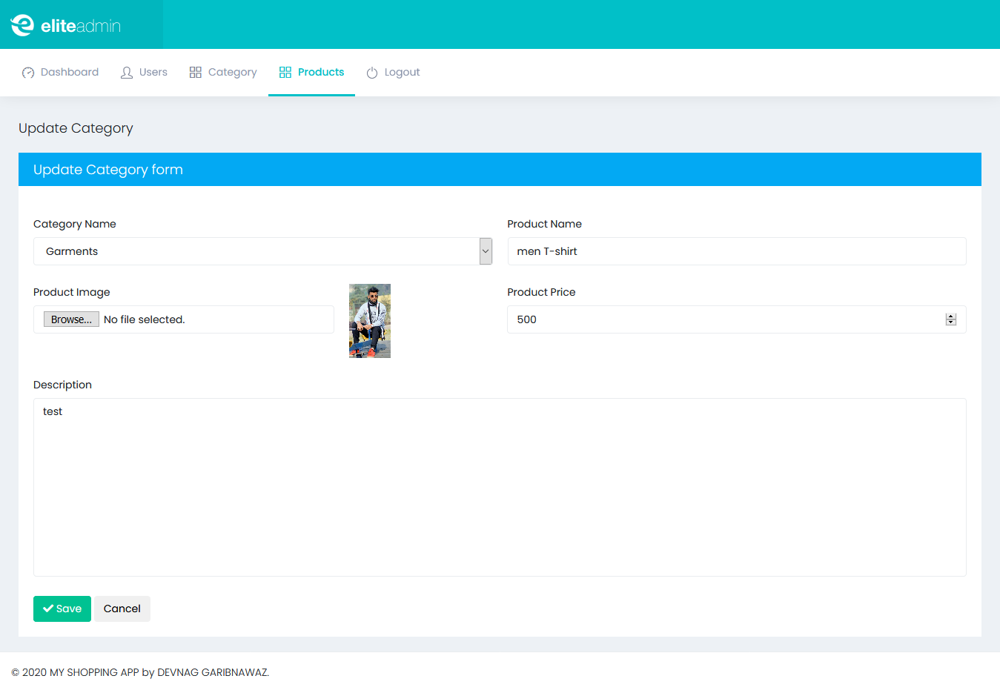 eliteadmin
Dashboard Users Category Products Logout
Update Category
Update Category form
Category Name
Garments
Product Name
men T-shirt
Product Image
Browse... No file selected.
Product Price
500
Description
test
Save Cancel
© 2020 MY SHOPPING APP by DEVNAG GARIBNAWAZ.